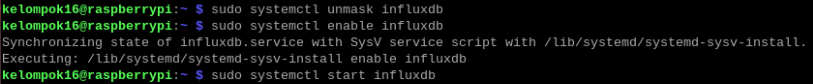 kelompok16@raspberrypi:~ $ sudo systemctl unmask influxdb
kelompok16@raspberrypi:~ $ sudo systemctl enable influxdb
Synchronizing state of influxdb.service with SysV service script with /lib/systemd/systemd-sysv-install.
Executing: /lib/systemd/systemd-sysv-install enable influxdb
kelompok16@raspberrypi:~ $ sudo systemctl start influxdb